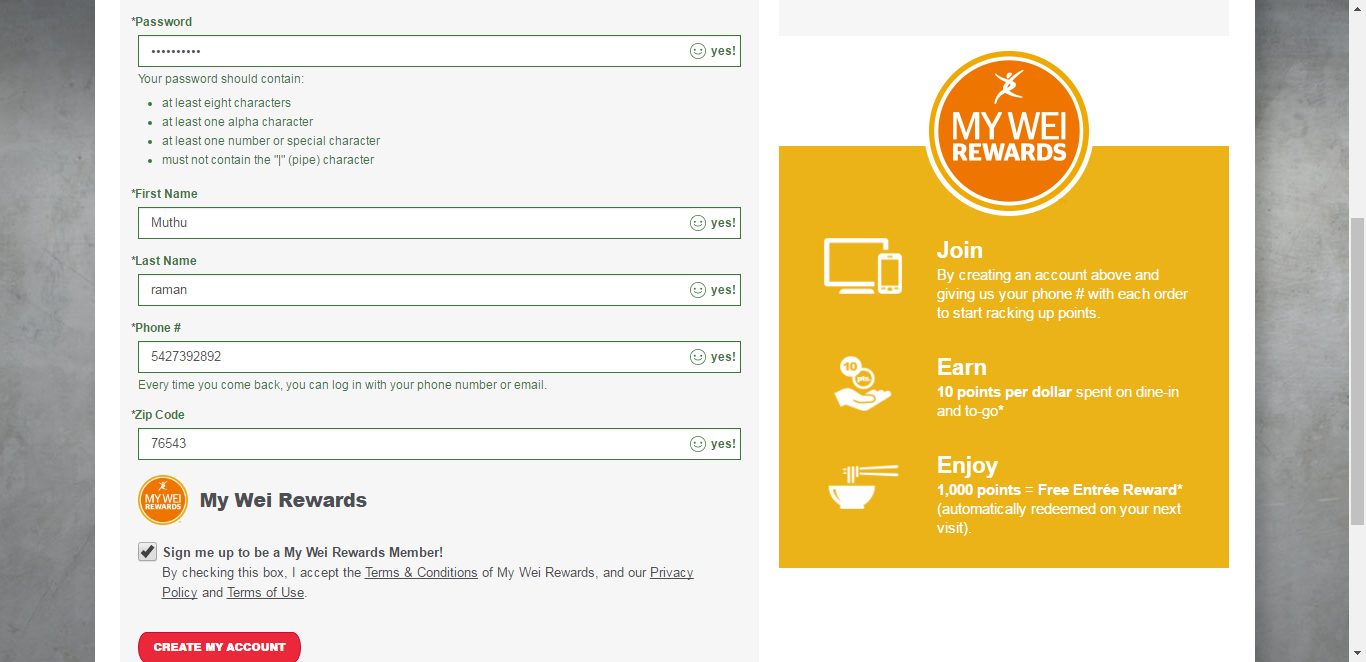 *Password
•••••••••• yes!
Your password should contain:
• at least eight characters
• at least one alpha character
• at least one number or special character
• must not contain the "|" (pipe) character
*First Name
Muthu yes!
*Last Name
raman yes!
*Phone #
5427392892 yes!
Every time you come back, you can log in with your phone number or email.
*Zip Code
76543 yes!
MY WEI
REWARDS
My Wei Rewards
Sign me up to be a My Wei Rewards Member!
By checking this box, I accept the Terms & Conditions of My Wei Rewards, and our Privacy
Policy and Terms of Use.
CREATE MY ACCOUNT
MY WEI
REWARDS
Join
By creating an account above and
giving us your phone # with each order
to start racking up points.
10
pts.
Earn
10 points per dollar spent on dine-in
and to-go*
Enjoy
1,000 points = Free Entrée Reward*
(automatically redeemed on your next
visit).